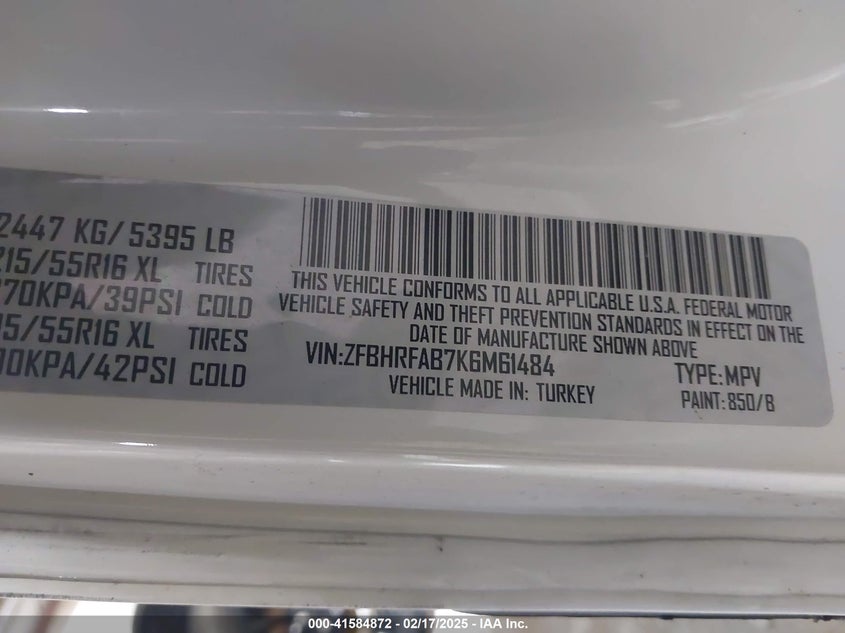 2447 KG/5395 LB
215/55R16 XL TIRES
270KPA/39PSI COLD
/55R16 XL TIRES
0KPA/42PSI COLD
THIS VEHICLE CONFORMS TO ALL APPLICABLE U.S.A. FEDERAL MOTOR
VEHICLE SAFETY AND THEFT PREVENTION STANDARDS IN EFFECT ON THE
DATE OF MANUFACTURE SHOWN ABOVE
VIN:ZFBHRFAB7K6M61484 TYPE:MPV
VEHICLE MADE IN: TURKEY PAINT:850/B
000-41584872 - 02/17/2025 - IAA Inc.